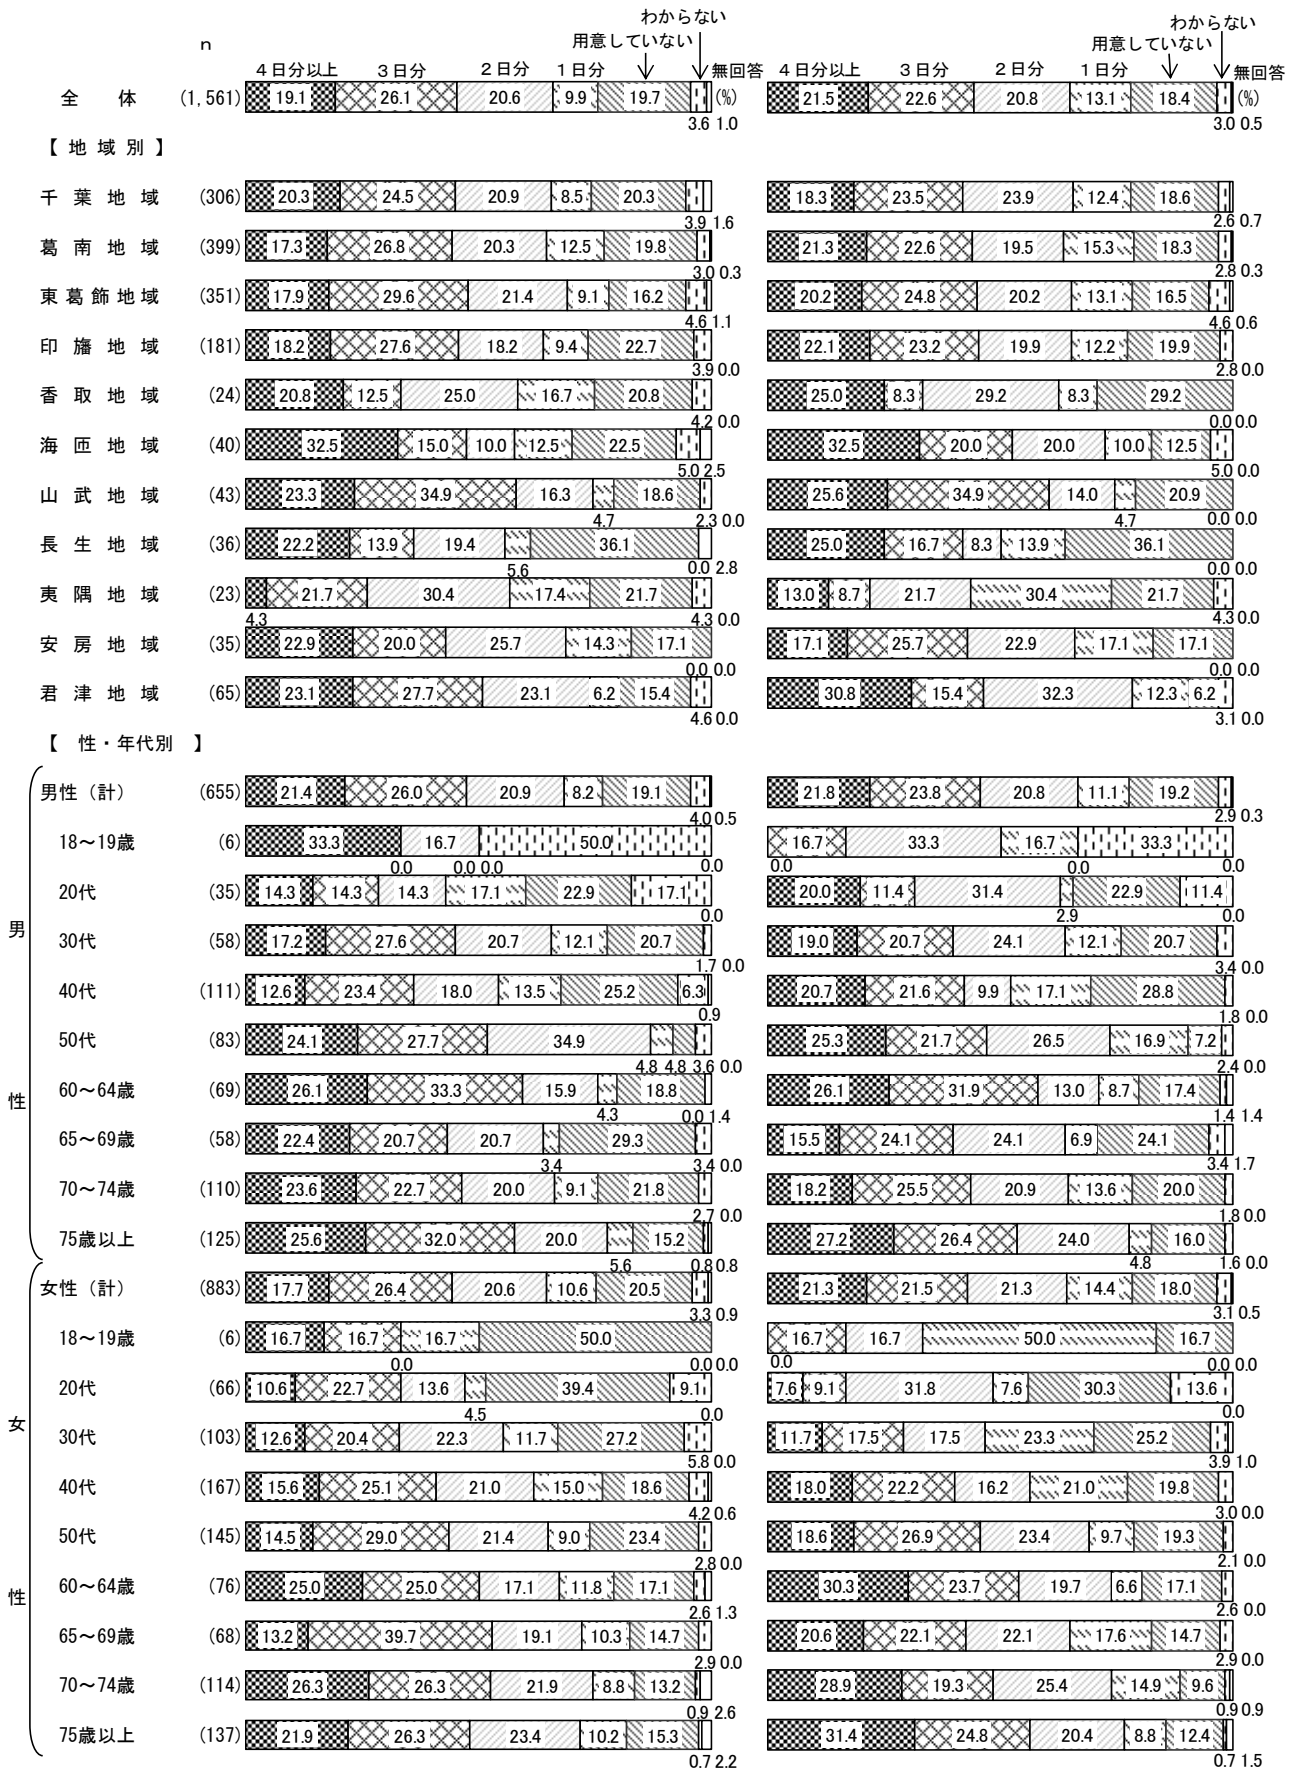 わからない わからない
ｎ 用意していない 用意していない
４日分以上 ３日分 ２日分 １日分 無回答 ４日分以上 ３日分 ２日分 １日分 無回答
全体 (1,561) 19.1 26.1 20.6 9.9 19.7 (%) 21.5 22.6 20.8 13.1 18.4 (%)
3.6 1.0 3.0 0.5
【 地 域 別 】
千葉地域 (306) 20.3 24.5 20.9 8.5 20.3 18.3 23.5 23.9 12.4 18.6
3.9 1.6 2.6 0.7
葛南地域 (399) 17.3 26.8 20.3 12.5 19.8 21.3 22.6 19.5 15.3 18.3
3.0 0.3 2.8 0.3
東葛飾地域 (351) 17.9 29.6 21.4 9.1 16.2 20.2 24.8 20.2 13.1 16.5
4.6 1.1 4.6 0.6
印旛地域 (181) 18.2 27.6 18.2 9.4 22.7 22.1 23.2 19.9 12.2 19.9
3.9 0.0 2.8 0.0
香取地域 (24) 20.8 12.5 25.0 16.7 20.8 25.0 8.3 29.2 8.3 29.2
4.2 0.0 0.0 0.0
海匝地域 (40) 32.5 15.0 10.0 12.5 22.5 32.5 20.0 20.0 10.0 12.5
5.0 2.5 5.0 0.0
山武地域 (43) 23.3 34.9 16.3 18.6 25.6 34.9 14.0 20.9
4.7 2.3 0.0 4.7 0.0 0.0
長生地域 (36) 22.2 13.9 19.4 36.1 25.0 16.7 8.3 13.9 36.1
5.6 0.0 2.8 0.0 0.0
夷隅地域 (23) 21.7 30.4 17.4 21.7 13.0 8.7 21.7 30.4 21.7
4.3 4.3 0.0 4.3 0.0
安房地域 (35) 22.9 20.0 25.7 14.3 17.1 17.1 25.7 22.9 17.1 17.1
0.0 0.0 0.0 0.0
君津地域 (65) 23.1 27.7 23.1 6.2 15.4 30.8 15.4 32.3 12.3 6.2
4.6 0.0 3.1 0.0
【 性・年代別 】
男性（計） (655) 21.4 26.0 20.9 8.2 19.1 21.8 23.8 20.8 11.1 19.2
4.0 0.5 2.9 0.3
18～19歳 (6) 33.3 16.7 50.0 16.7 33.3 16.7 33.3
0.0 0.0 0.0 0.0 0.0 0.0 0.0
20代 (35) 14.3 14.3 14.3 17.1 22.9 17.1 20.0 11.4 31.4 22.9 11.4
0.0 2.9 0.0
男
30代 (58) 17.2 27.6 20.7 12.1 20.7 19.0 20.7 24.1 12.1 20.7
1.7 0.0 3.4 0.0
40代 (111) 12.6 23.4 18.0 13.5 25.2 6.3 20.7 21.6 9.9 17.1 28.8
0.9 1.8 0.0
50代 (83) 24.1 27.7 34.9 25.3 21.7 26.5 16.9 7.2
4.8 4.8 3.6 0.0 2.4 0.0
60～64歳 (69) 26.1 33.3 15.9 18.8 26.1 31.9 13.0 8.7 17.4
性
4.3 0.0 1.4 1.4 1.4
65～69歳 (58) 22.4 20.7 20.7 29.3 15.5 24.1 24.1 6.9 24.1
3.4 3.4 0.0 3.4 1.7
70～74歳 (110) 23.6 22.7 20.0 9.1 21.8 18.2 25.5 20.9 13.6 20.0
2.7 0.0 1.8 0.0
75歳以上 (125) 25.6 32.0 20.0 15.2 27.2 26.4 24.0 16.0
5.6 0.8 0.8 4.8 1.6 0.0
女性（計） (883) 17.7 26.4 20.6 10.6 20.5 21.3 21.5 21.3 14.4 18.0
3.3 0.9 3.1 0.5
18～19歳 (6) 16.7 16.7 16.7 50.0 16.7 16.7 50.0 16.7
0.0 0.0 0.0 0.0 0.0 0.0
20代 (66) 10.6 22.7 13.6 39.4 9.1 7.6 9.1 31.8 7.6 30.3 13.6
4.5 0.0 0.0
女
30代 (103) 12.6 20.4 22.3 11.7 27.2 11.7 17.5 17.5 23.3 25.2
5.8 0.0 3.9 1.0
40代 (167) 15.6 25.1 21.0 15.0 18.6 18.0 22.2 16.2 21.0 19.8
4.2 0.6 3.0 0.0
50代 (145) 14.5 29.0 21.4 9.0 23.4 18.6 26.9 23.4 9.7 19.3
2.8 0.0 2.1 0.0
60～64歳 (76) 25.0 25.0 17.1 11.8 17.1 30.3 23.7 19.7 6.6 17.1
性
2.6 1.3 2.6 0.0
65～69歳 (68) 13.2 39.7 19.1 10.3 14.7 20.6 22.1 22.1 17.6 14.7
2.9 0.0 2.9 0.0
70～74歳 (114) 26.3 26.3 21.9 8.8 13.2 28.9 19.3 25.4 14.9 9.6
0.9 2.6 0.9 0.9
75歳以上 (137) 21.9 26.3 23.4 10.2 15.3 31.4 24.8 20.4 8.8 12.4
0.7 2.2 0.7 1.5